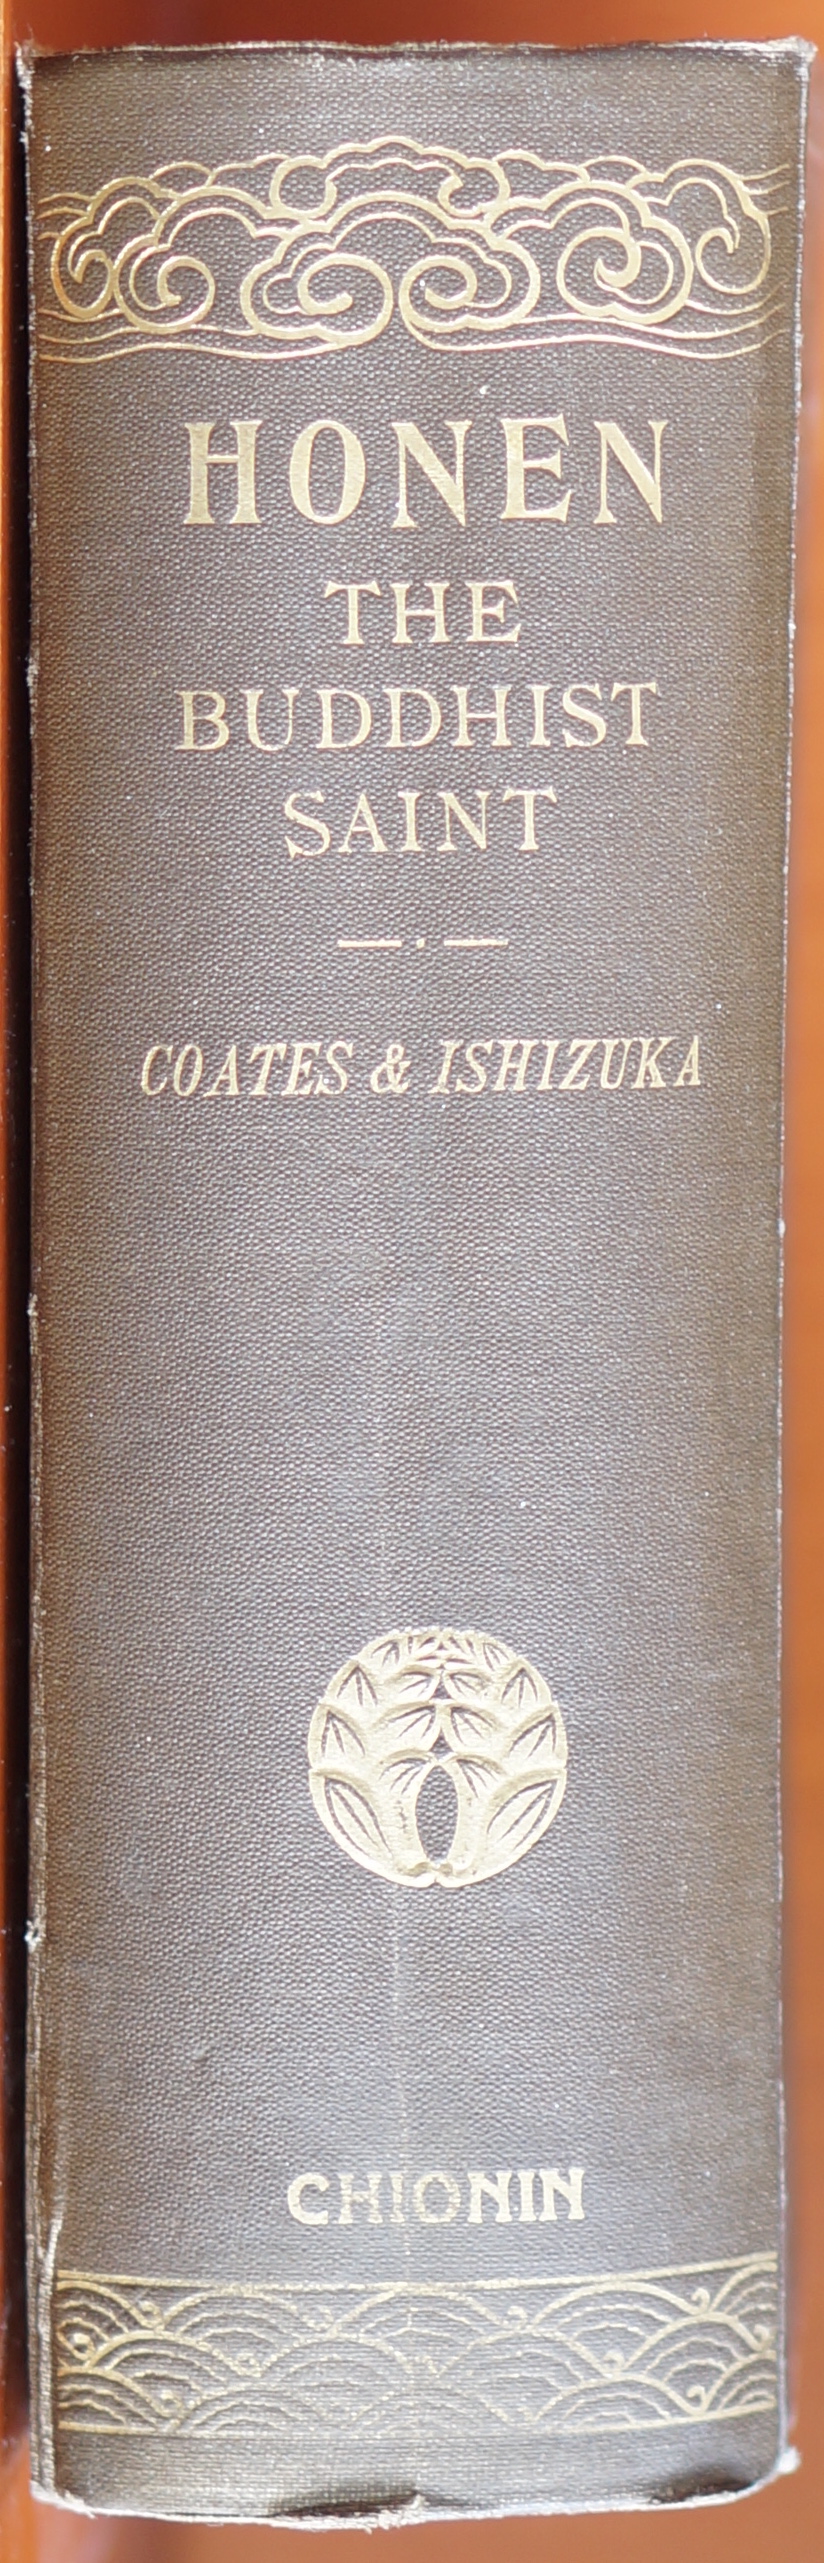 HONEN
THE
BUDDHIST
SAINT
COATES & ISHIZUKA
CHIONIN